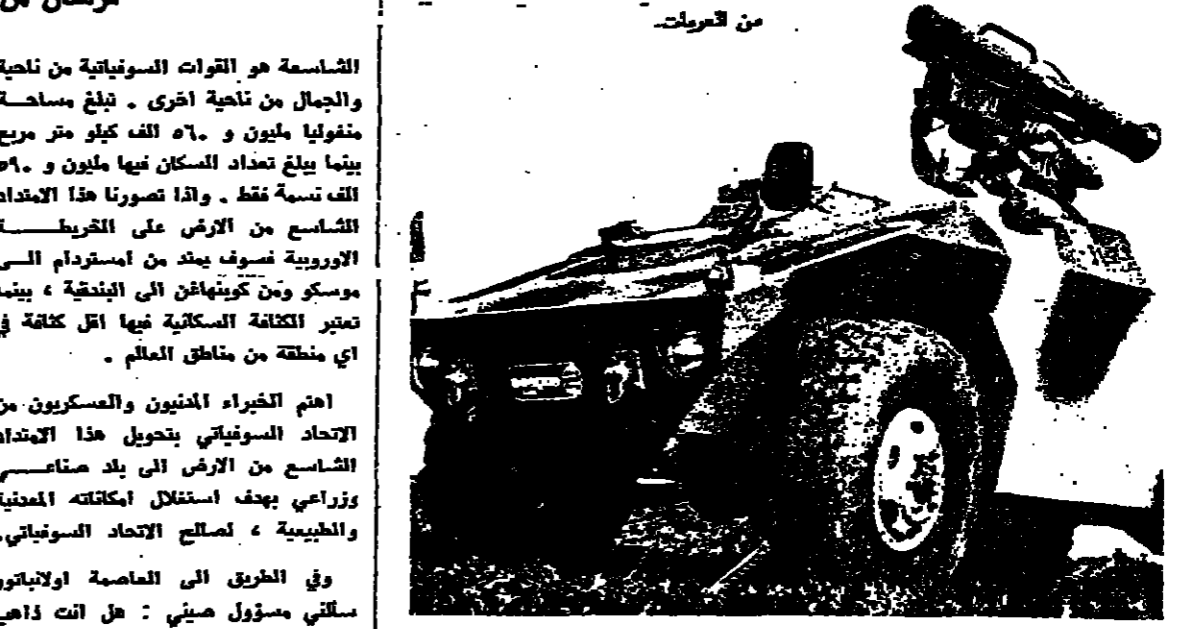 من المعرعات..
الشاسعة هو القوات السوفياتية من ناحية
والجمال من ناحية اخرى . تبلغ مساحــة
منغوليا مليون و ٥٦٠ الف كيلو متر مربع
بينما يبلغ تعداد السكان فيها مليون و ٥٩٠
الف نسمة فقط . واذا تصورنا هذا الامتداد
الشاسع من الارض على الخريطــــــة
الاوروبية فسوف يمتد من امستردام الــى
موسكو ومن كوبنهاغن الى البندقية ، بينما
تعتبر الكثافة السكانية فيها اقل كثافة في
اي منطقة من مناطق العالم .
اهتم الخبراء المدنيون والعسكريون من
الاتحاد السوفياتي بتحويل هذا الامتداد
الشاسع من الارض الى بلد صناعــــي
وزراعي بهدف استغلال امكاناته المعدنية
والطبيعية ، لصالح الاتحاد السوفياتي.
وفي الطريق الى العاصمة اولانباتور
سألني مسؤول صيني : هل انت ذاهب